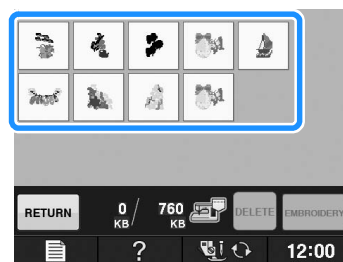 RETURN
0 KB / 760 KB
DELETE
EMBROIDERY
?
12:00